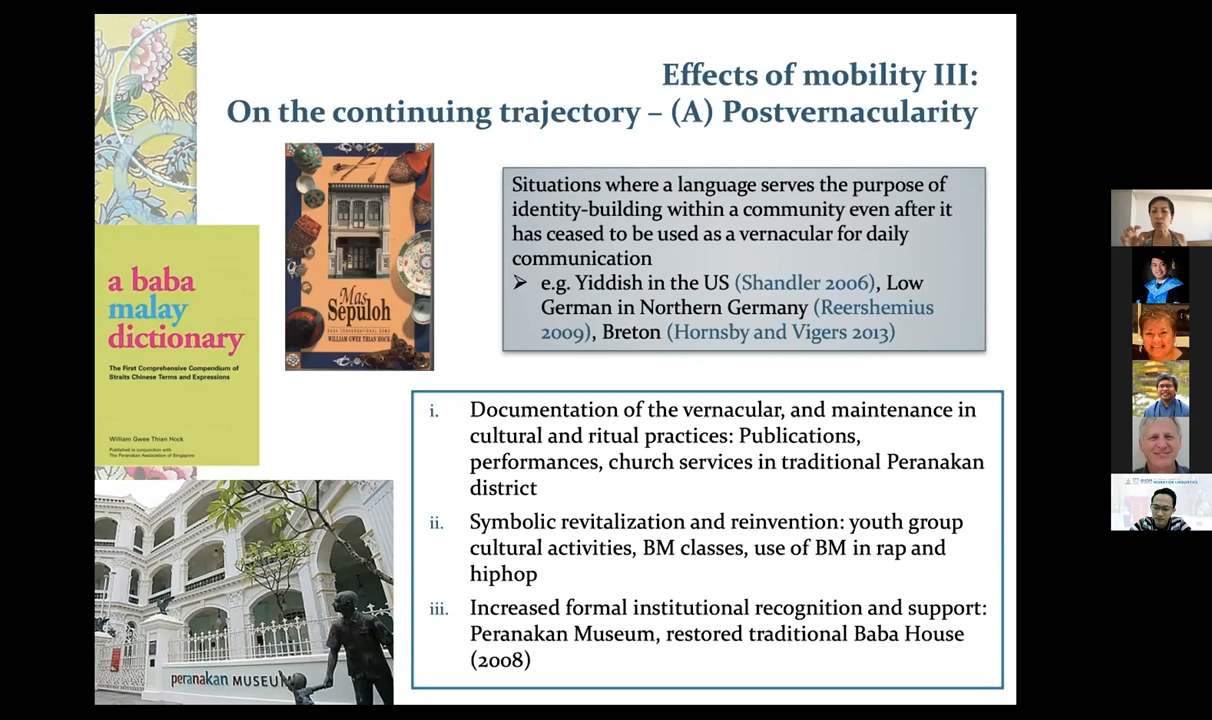 Effects of mobility III:
On the continuing trajectory – (A) Postvernacularity
Situations where a language serves the purpose of
identity-building within a community even after it
has ceased to be used as a vernacular for daily
communication
➢ e.g. Yiddish in the US (Shandler 2006), Low
German in Northern Germany (Reershemius
2009), Breton (Hornsby and Vigers 2013)
a baba
malay
dictionary
The First Comprehensive Compendium of
Straits Chinese Terms and Expressions
William Gwee Thian Hock
Published in conjunction with
The Peranakan Association of Singapore
Mas
Sepuloh
BABA CONVERSATIONAL GEMS
WILLIAM GWEE THIAN HOCK
i. Documentation of the vernacular, and maintenance in
cultural and ritual practices: Publications,
performances, church services in traditional Peranakan
district
ii. Symbolic revitalization and reinvention: youth group
cultural activities, BM classes, use of BM in rap and
hiphop
iii. Increased formal institutional recognition and support:
Peranakan Museum, restored traditional Baba House
(2008)
peranakan MUSEUM
MIGRATION LINGUISTICS